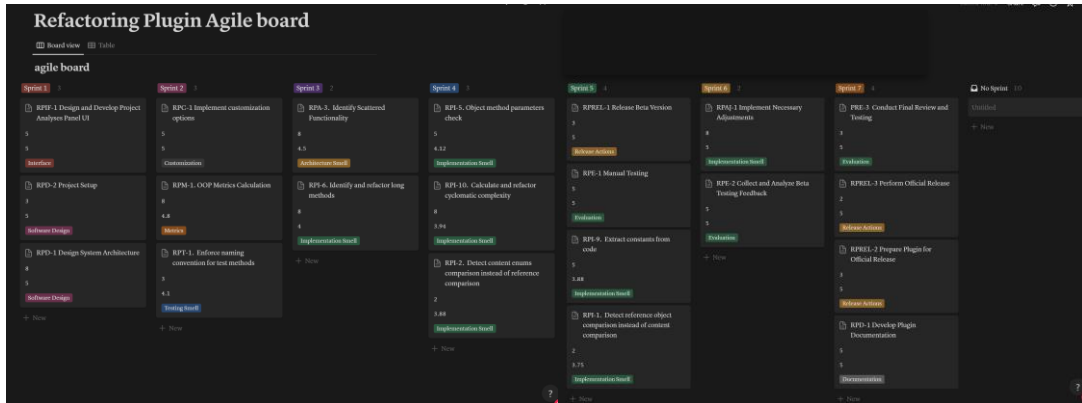 Refactoring Plugin Agile board
Board view Table
agile board
Sprint 1 3
RPIF-1 Design and Develop Project
Analyses Panel UI
5
5
Interface
RPD-2 Project Setup
3
5
Software Design
RPD-1 Design System Architecture
8
5
Software Design
+ New
Sprint 2 3
RPC-1 Implement customization
options
5
5
Customization
RPM-1. OOP Metrics Calculation
8
4.8
Metrics
RPT-1. Enforce naming
convention for test methods
3
4.5
Testing Smell
+ New
Sprint 3 2
RPA-3. Identify Scattered
Functionality
8
4.5
Architecture Smell
RPI-6. Identify and refactor long
methods
8
4
Implementation Smell
+ New
Sprint 4 3
RPI-5. Object method parameters
check
5
4.12
Implementation Smell
RPI-10. Calculate and refactor
cyclomatic complexity
8
3.94
Implementation Smell
RPI-2. Detect content enums
comparison instead of reference
comparison
2
3.88
Implementation Smell
+ New
?
Sprint 5 4
RPREL-1 Release Beta Version
3
5
Release Actions
RPE-1 Manual Testing
5
5
Evaluation
RPI-9. Extract constants from
code
5
3.88
Implementation Smell
RPI-1. Detect reference object
comparison instead of content
comparison
2
3.75
Implementation Smell
+ New
Sprint 6 2
RPAJ-1 Implement Necessary
Adjustments
8
5
Implementation Smell
RPE-2 Collect and Analyze Beta
Testing Feedback
5
5
Evaluation
+ New
Sprint 7 4
PRE-3 Conduct Final Review and
Testing
3
5
Evaluation
RPREL-3 Perform Official Release
2
5
Release Actions
RPREL-2 Prepare Plugin for
Official Release
3
5
Release Actions
RPD-1 Develop Plugin
Documentation
5
5
Documentation
+ New
No Sprint 10
Untitled
+ New
?